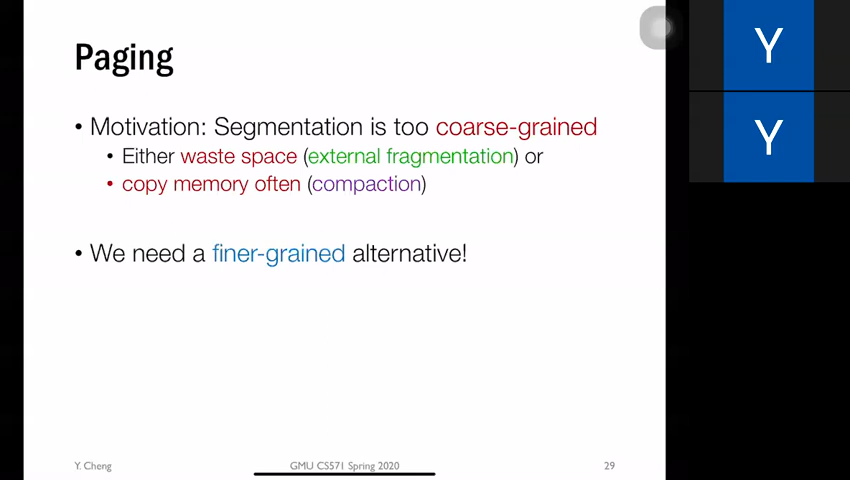 Paging
• Motivation: Segmentation is too coarse-grained
• Either waste space (external fragmentation) or
• copy memory often (compaction)
• We need a finer-grained alternative!
Y. Cheng
GMU CS571 Spring 2020
29
Y
Y